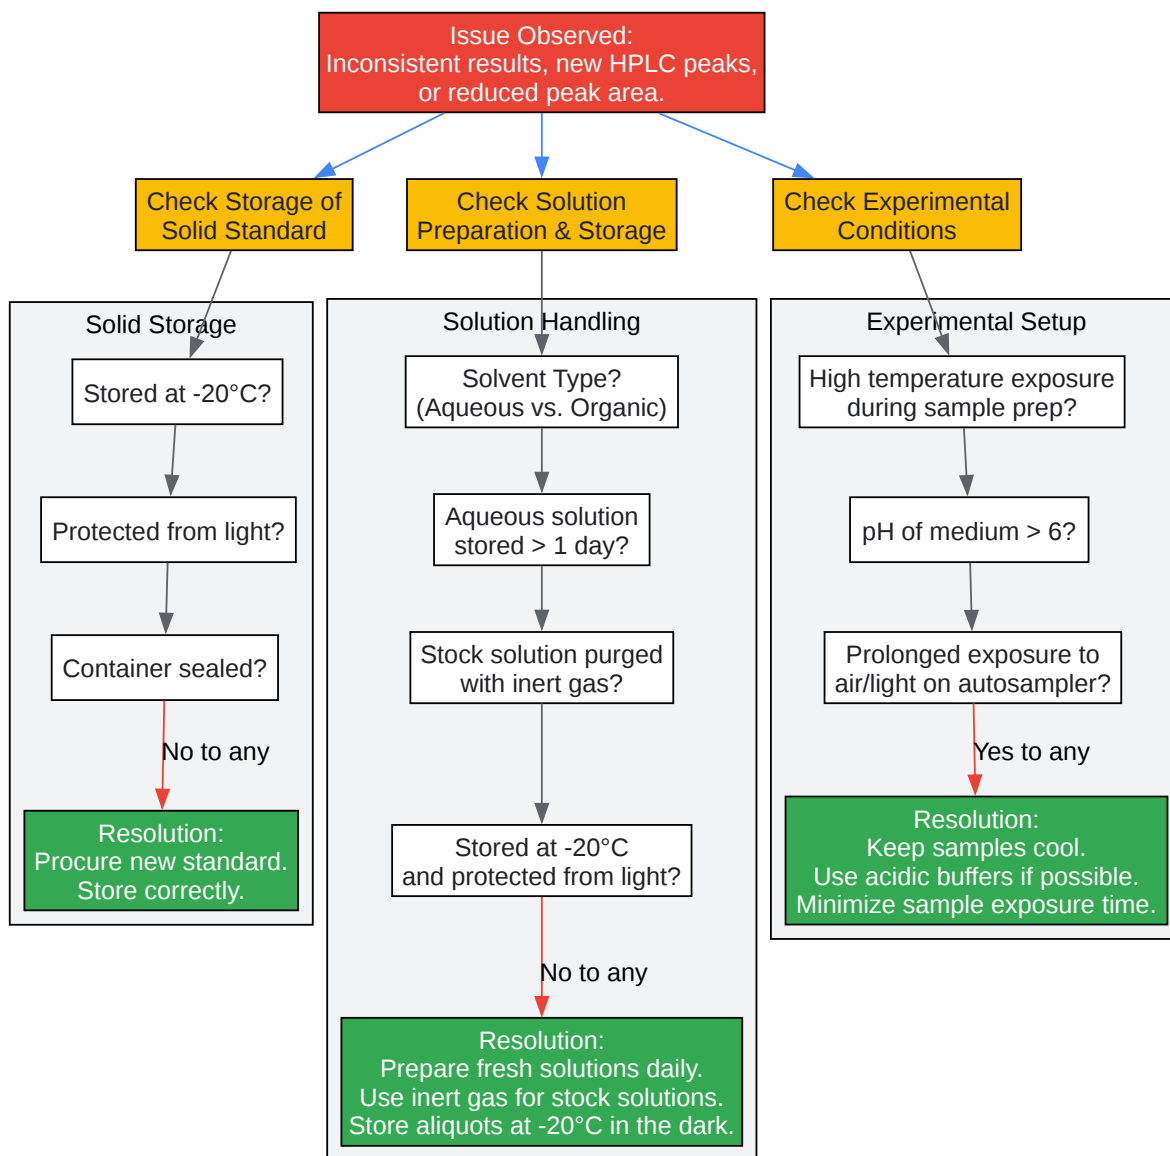 Issue Observed:
Inconsistent results, new HPLC peaks,
or reduced peak area.
Check Storage of
Solid Standard
Check Solution
Preparation & Storage
Check Experimental
Conditions
Solid Storage
Stored at -20°C?
Protected from light?
Container sealed?
No to any
Resolution:
Procure new standard.
Store correctly.
Solution Handling
Solvent Type?
(Aqueous vs. Organic)
Aqueous solution
stored > 1 day?
Stock solution purged
with inert gas?
Stored at -20°C
and protected from light?
No to any
Resolution:
Prepare fresh solutions daily.
Use inert gas for stock solutions.
Store aliquots at -20°C in the dark.
Experimental Setup
High temperature exposure
during sample prep?
pH of medium > 6?
Prolonged exposure to
air/light on autosampler?
Yes to any
Resolution:
Keep samples cool.
Use acidic buffers if possible.
Minimize sample exposure time.